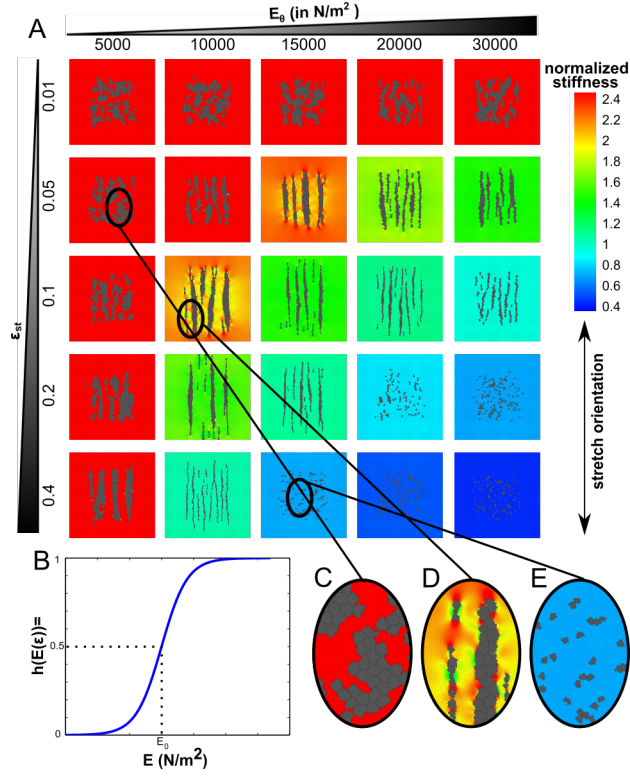 E_θ (in N/m²)
A
5000 10000 15000 20000 30000
normalized
stiffness
0.01
2.4
2.2
2
1.8
1.6
1.4
1.2
1
0.8
0.6
0.4
0.05
ε_st
0.1
0.2
0.4
stretch orientation
B
1
h(E(ε))=
0.5
0
E₀
E (N/m²)
C D E